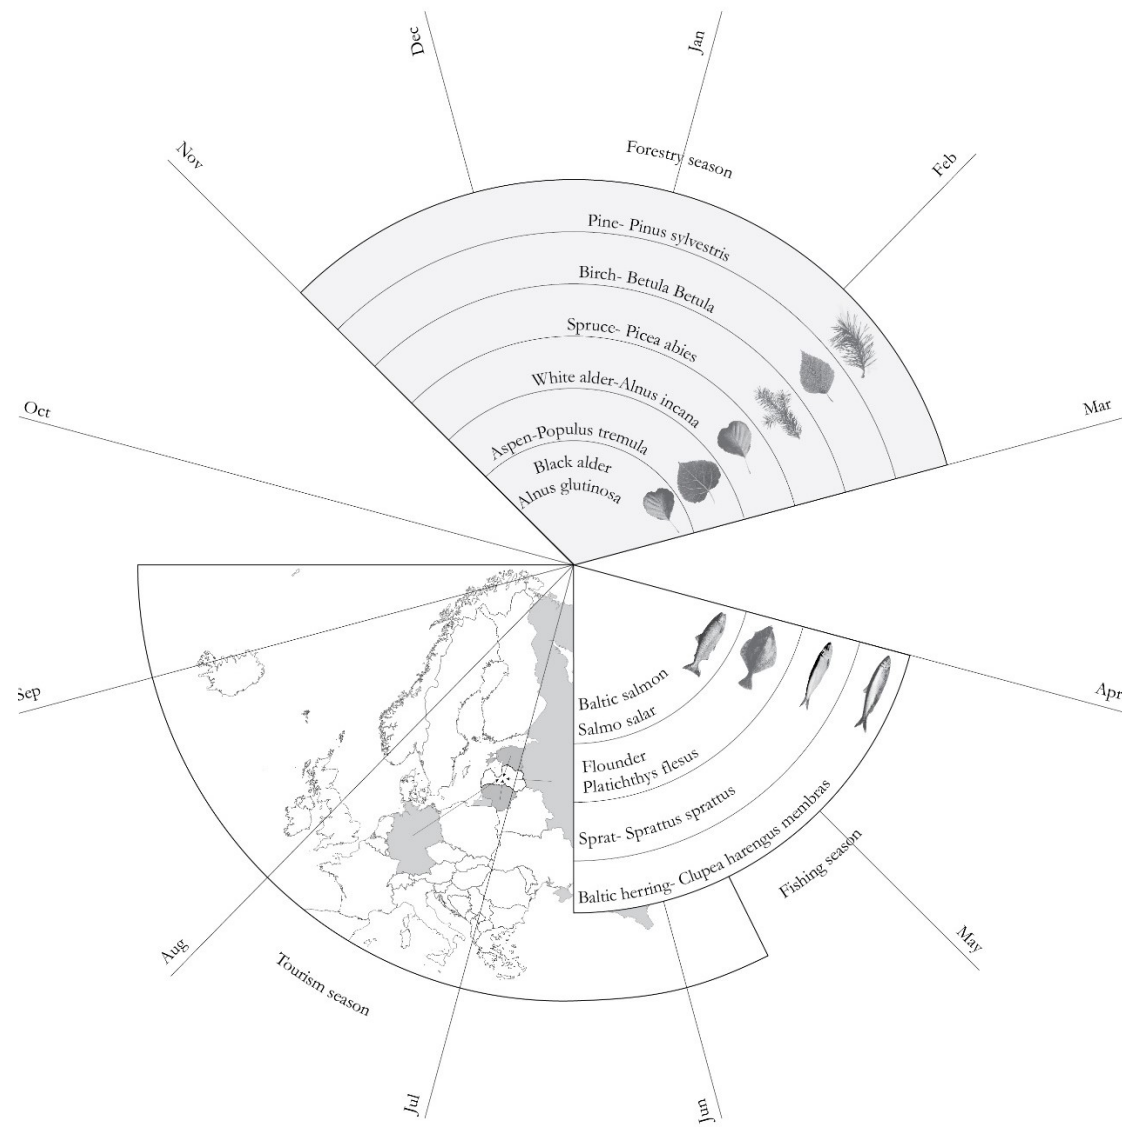 Dec
Jan
Nov
Feb
Forestry season
Pine- Pinus sylvestris
Birch- Betula Betula
Spruce- Picea abies
White alder-Alnus incana
Aspen-Populus tremula
Black alder
Alnus glutinosa
Oct
Mar
Sep
Apr
Baltic salmon
Salmo salar
Flounder
Platichthys flesus
Sprat- Sprattus sprattus
Baltic herring- Clupea harengus membras
Fishing season
Aug
May
Tourism season
Jul
Jun